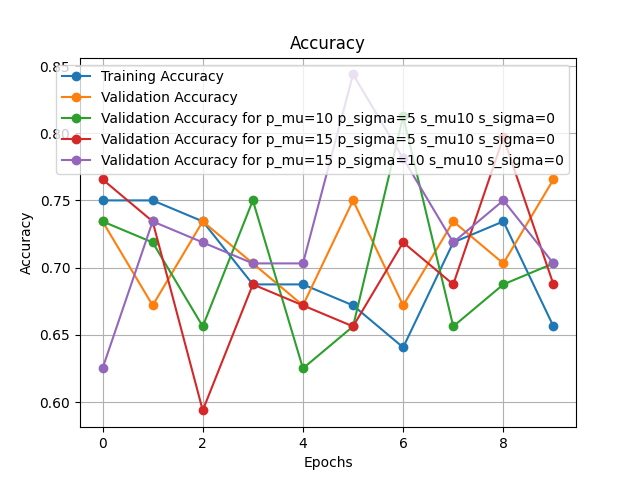 Accuracy
0.85
0.80
0.75
0.70
0.65
0.60
Accuracy
Training Accuracy
Validation Accuracy
Validation Accuracy for p_mu=10 p_sigma=5 s_mu10 s_sigma=0
Validation Accuracy for p_mu=15 p_sigma=5 s_mu10 s_sigma=0
Validation Accuracy for p_mu=15 p_sigma=10 s_mu10 s_sigma=0
0 2 4 6 8
Epochs